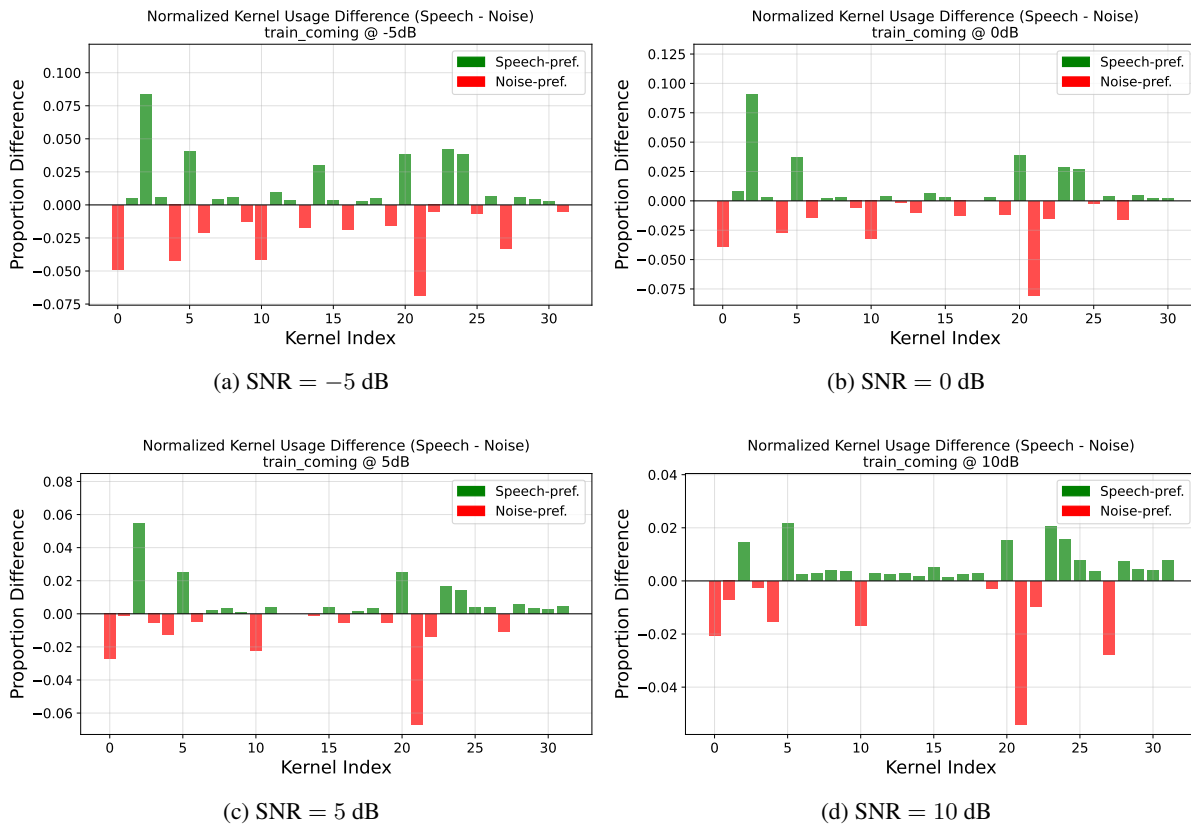 Normalized Kernel Usage Difference (Speech - Noise)
train_coming @ -5dB
Speech-pref.
Noise-pref.
0.100
0.075
0.050
0.025
0.000
−0.025
−0.050
−0.075
Proportion Difference
0 5 10 15 20 25 30
Kernel Index
(a) SNR = −5 dB
Normalized Kernel Usage Difference (Speech - Noise)
train_coming @ 0dB
Speech-pref.
Noise-pref.
0.125
0.100
0.075
0.050
0.025
0.000
−0.025
−0.050
−0.075
Proportion Difference
0 5 10 15 20 25 30
Kernel Index
(b) SNR = 0 dB
Normalized Kernel Usage Difference (Speech - Noise)
train_coming @ 5dB
Speech-pref.
Noise-pref.
0.08
0.06
0.04
0.02
0.00
−0.02
−0.04
−0.06
Proportion Difference
0 5 10 15 20 25 30
Kernel Index
(c) SNR = 5 dB
Normalized Kernel Usage Difference (Speech - Noise)
train_coming @ 10dB
Speech-pref.
Noise-pref.
0.04
0.02
0.00
−0.02
−0.04
Proportion Difference
0 5 10 15 20 25 30
Kernel Index
(d) SNR = 10 dB